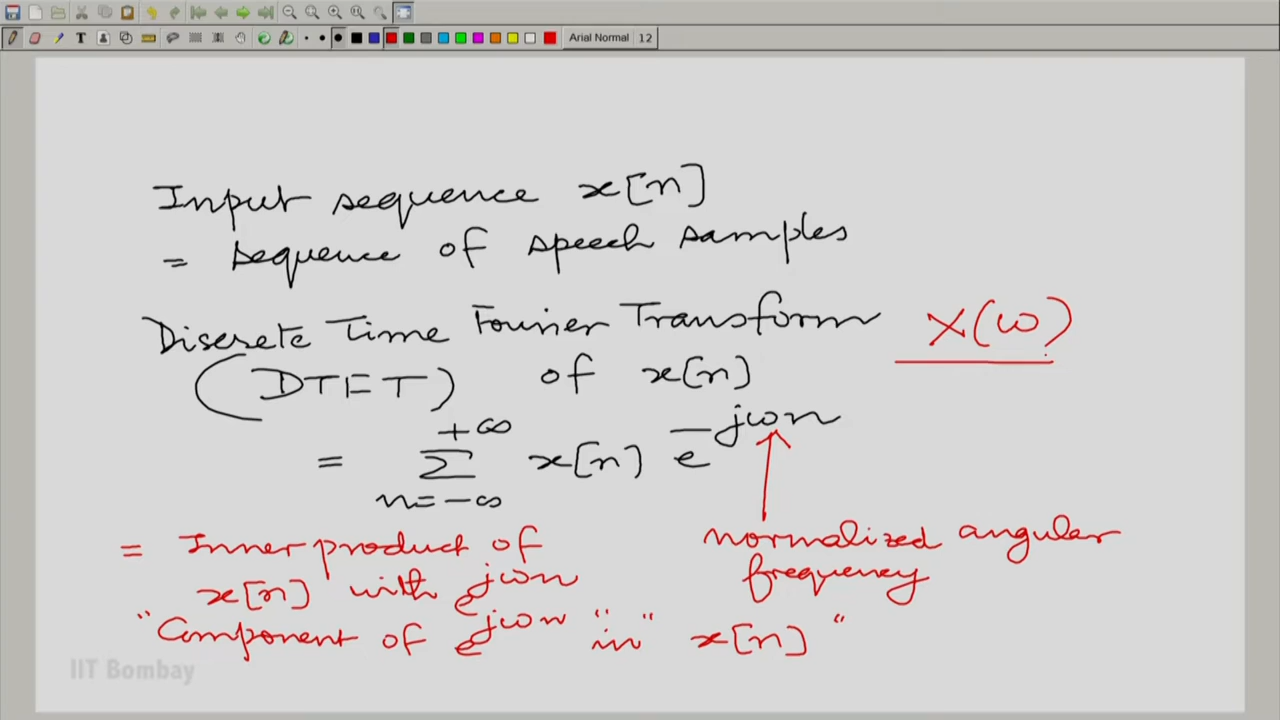 Arial Normal 12
Input sequence x[n]
= sequence of speech samples
Discrete Time Fourier Transform X(ω)
(DTFT) of x[n]
+∞
= Σ x[n] e^-jωn
n=-∞
= Inner product of
x[n] with e^jωn
normalized angular
frequency
"Component of e^jωn " in " x[n] "
IIT Bombay